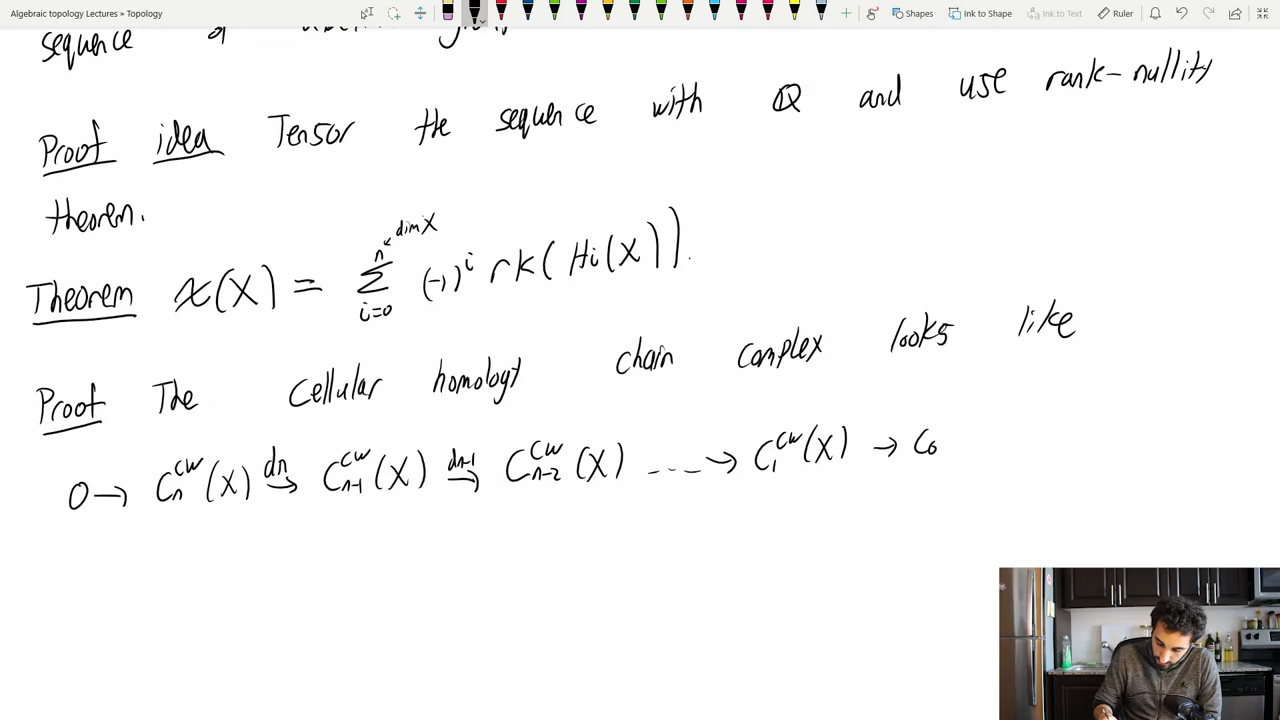 Algebraic topology Lectures » Topology
Shapes Ink to Shape Ink to Text Ruler
sequence of
Proof idea Tensor the sequence with ℚ and use rank-nullity
theorem.
Theorem χ(X) = ∑_{i=0}^{n ← dim X} (-1)^i rk(Hi(X)).
Proof The cellular homology chain complex looks like
0 → C_n^{CW}(X) →^{dn} C_{n-1}^{CW}(X) →^{dn-1} C_{n-2}^{CW}(X) ---→ C_1^{CW}(X) → C_0